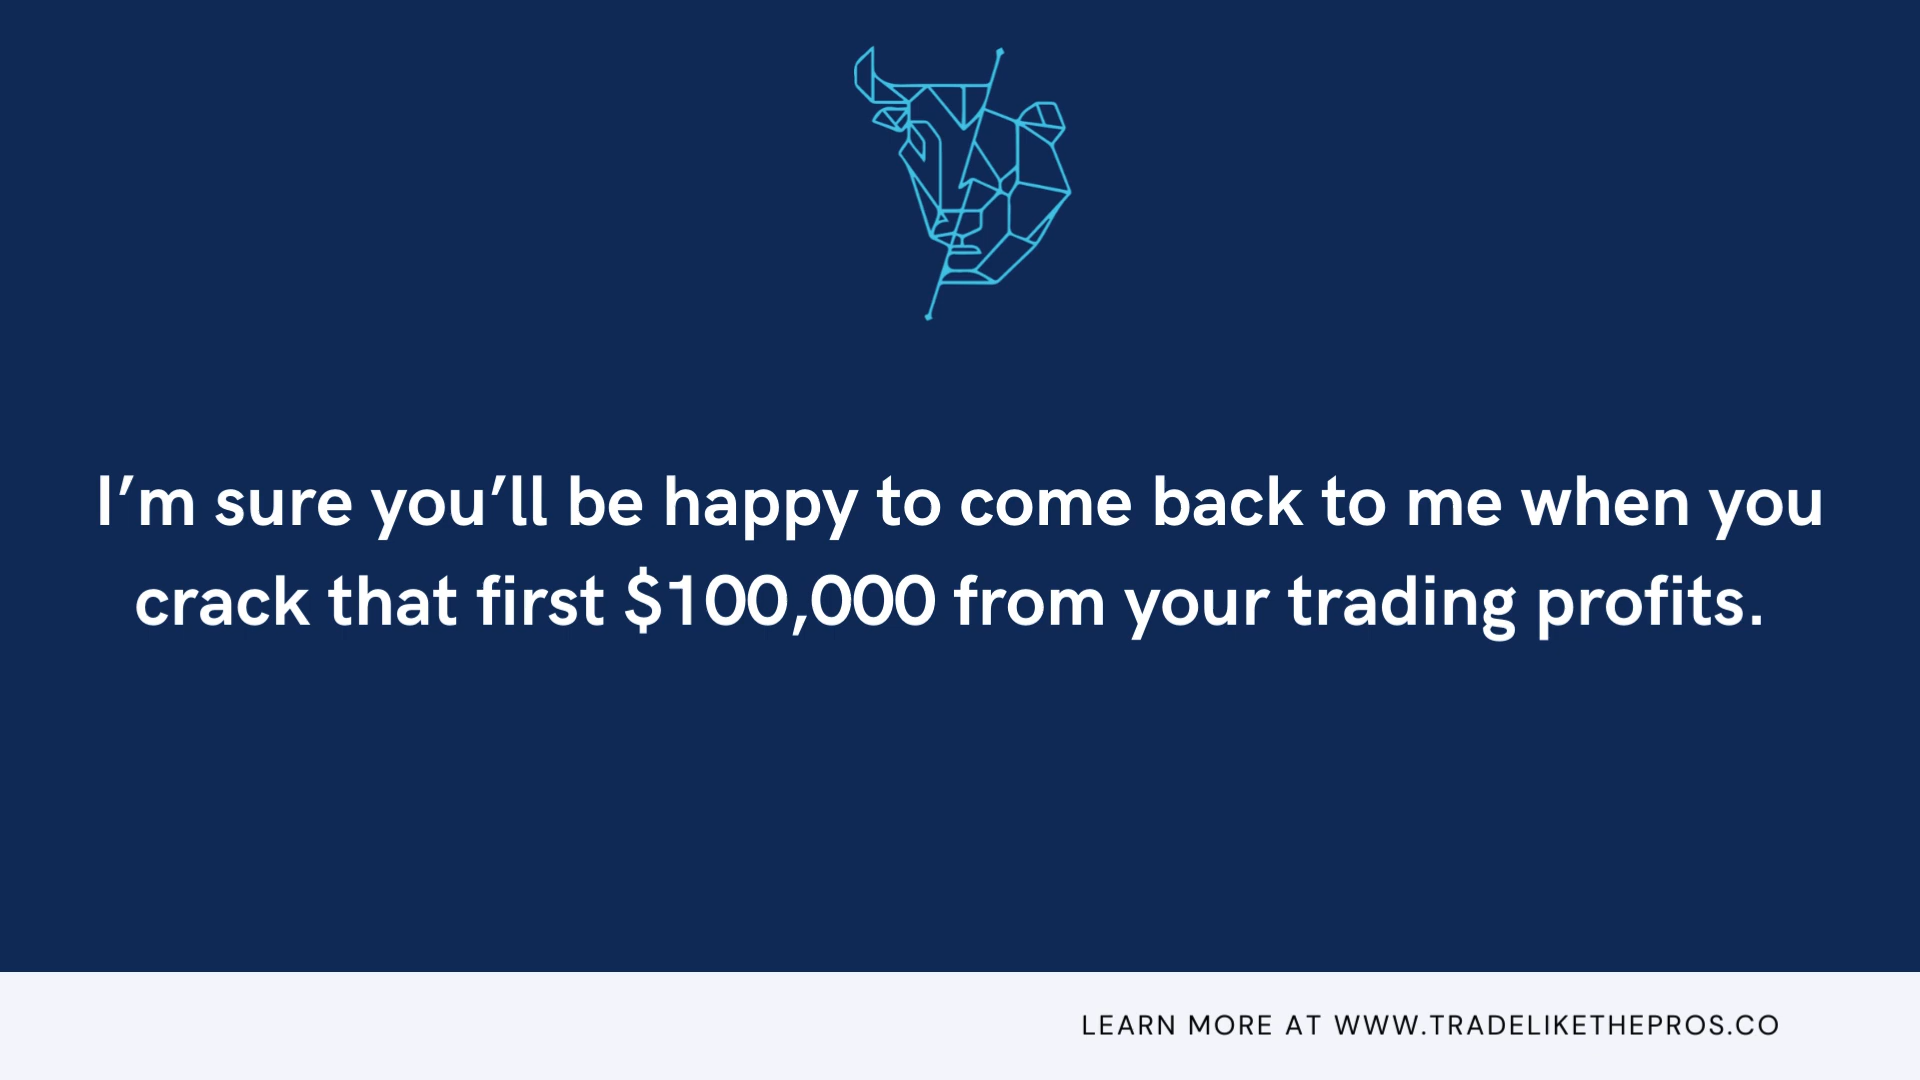 I’m sure you’ll be happy to come back to me when you
crack that first $100,000 from your trading profits.
LEARN MORE AT WWW.TRADELIKETHEPROS.CO